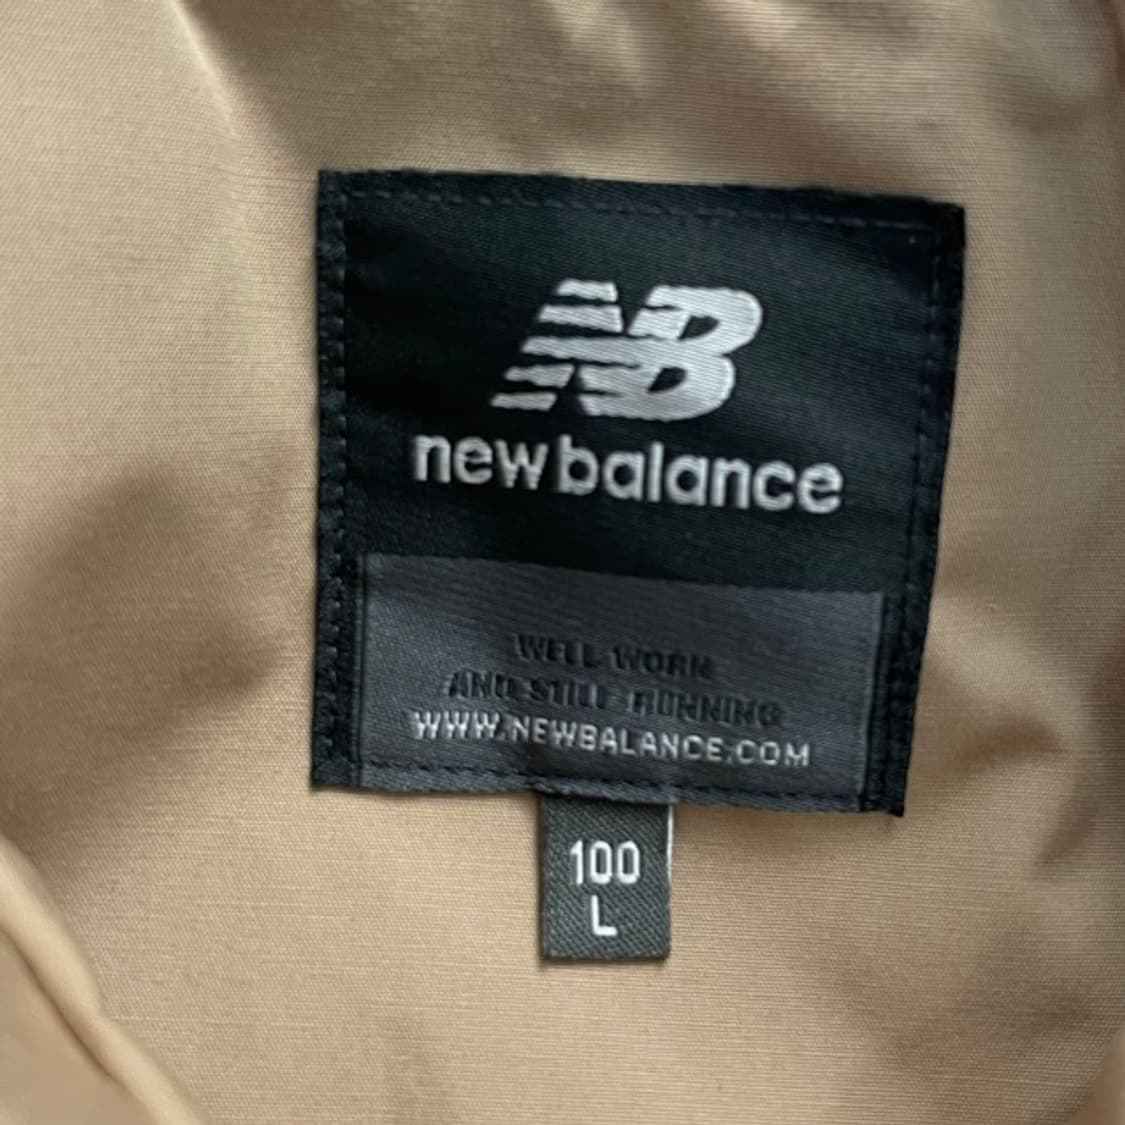 NB
new balance
WELL WORN
AND STILL RUNNING
WWW.NEWBALANCE.COM
100
L